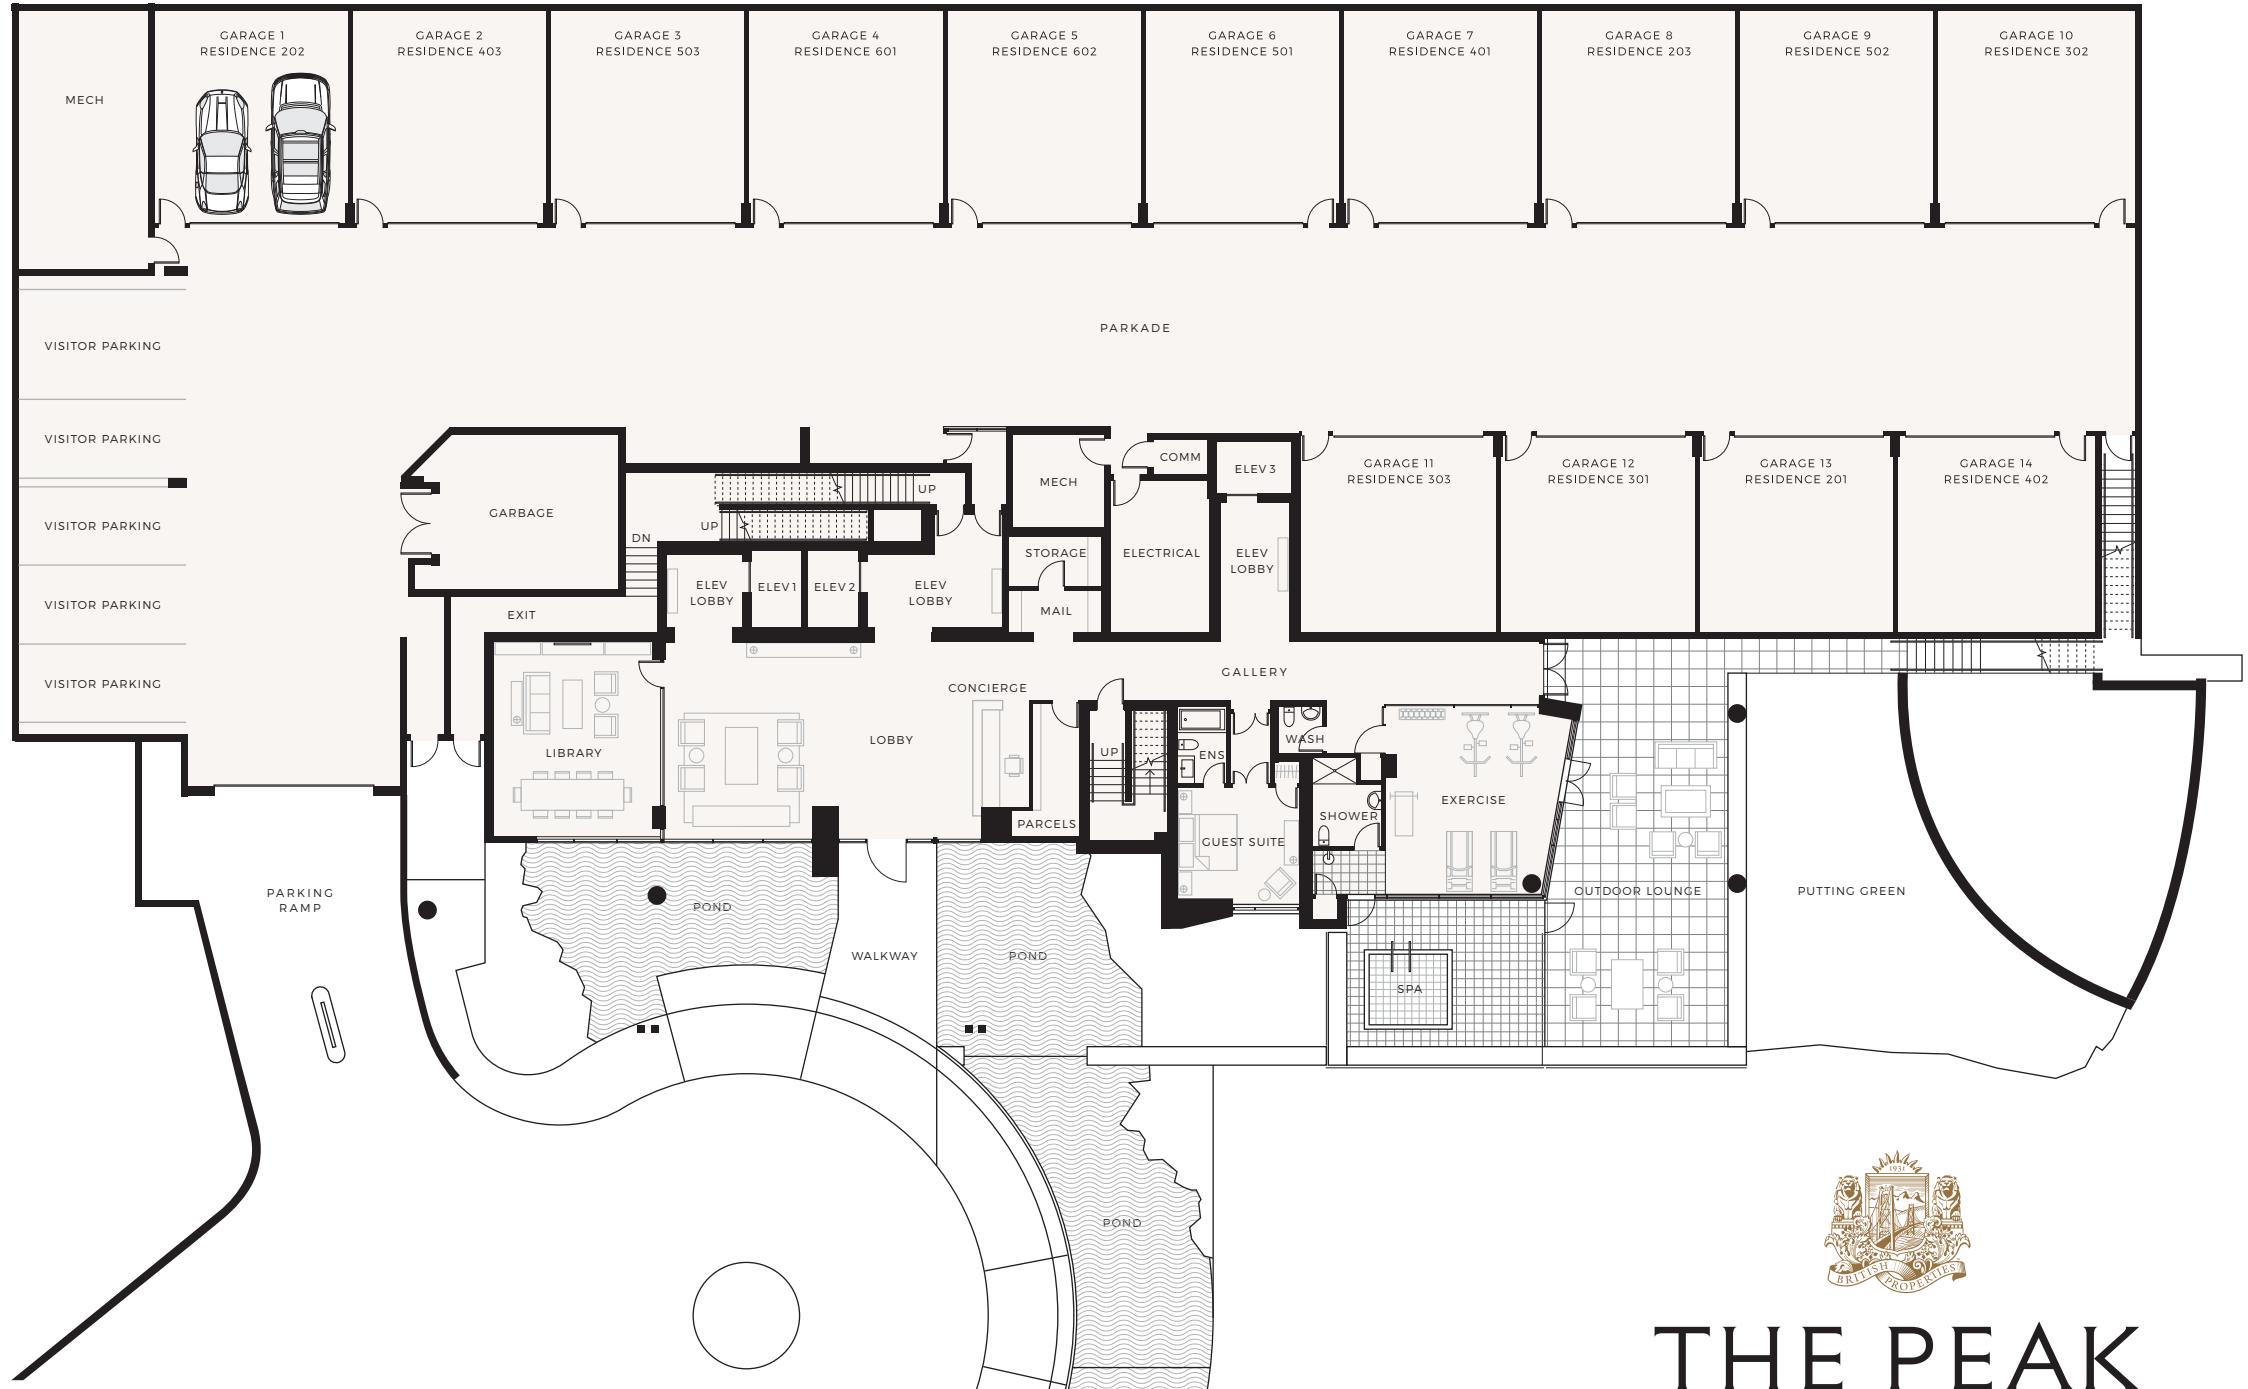 GARAGE 1
RESIDENCE 202
GARAGE 2
RESIDENCE 403
GARAGE 3
RESIDENCE 503
GARAGE 4
RESIDENCE 601
GARAGE 5
RESIDENCE 602
GARAGE 6
RESIDENCE 501
GARAGE 7
RESIDENCE 401
GARAGE 8
RESIDENCE 203
GARAGE 9
RESIDENCE 502
GARAGE 10
RESIDENCE 302
MECH
PARKADE
VISITOR PARKING
VISITOR PARKING
VISITOR PARKING
VISITOR PARKING
VISITOR PARKING
GARBAGE
DN
UP
UP
EXIT
ELEV
LOBBY
ELEV 1
ELEV 2
ELEV
LOBBY
MECH
STORAGE
MAIL
COMM
ELECTRICAL
ELEV 3
ELEV
LOBBY
GARAGE 11
RESIDENCE 303
GARAGE 12
RESIDENCE 301
GARAGE 13
RESIDENCE 201
GARAGE 14
RESIDENCE 402
GALLERY
CONCIERGE
LIBRARY
LOBBY
PARCELS
UP
ENS
WASH
SHOWER
GUEST SUITE
EXERCISE
OUTDOOR LOUNGE
PUTTING GREEN
PARKING
RAMP
POND
WALKWAY
POND
SPA
POND
1931
BRITISH PROPERTIES
THE PEAK